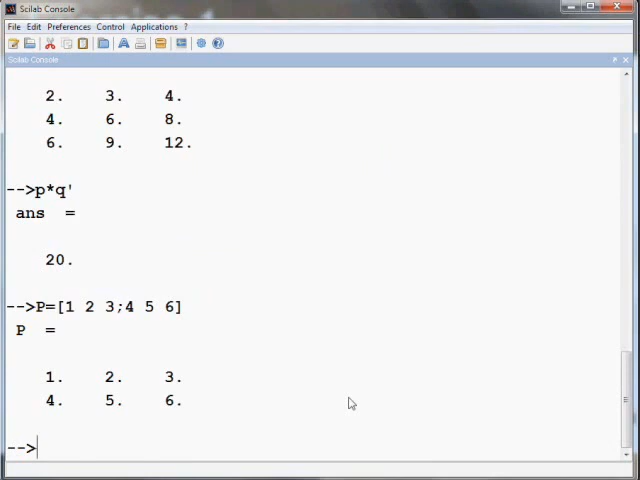 Scilab Console
File Edit Preferences Control Applications ?
Scilab Console
2. 3. 4.
4. 6. 8.
6. 9. 12.
-->p*q'
ans =
20.
-->P=[1 2 3;4 5 6]
P =
1. 2. 3.
4. 5. 6.
-->